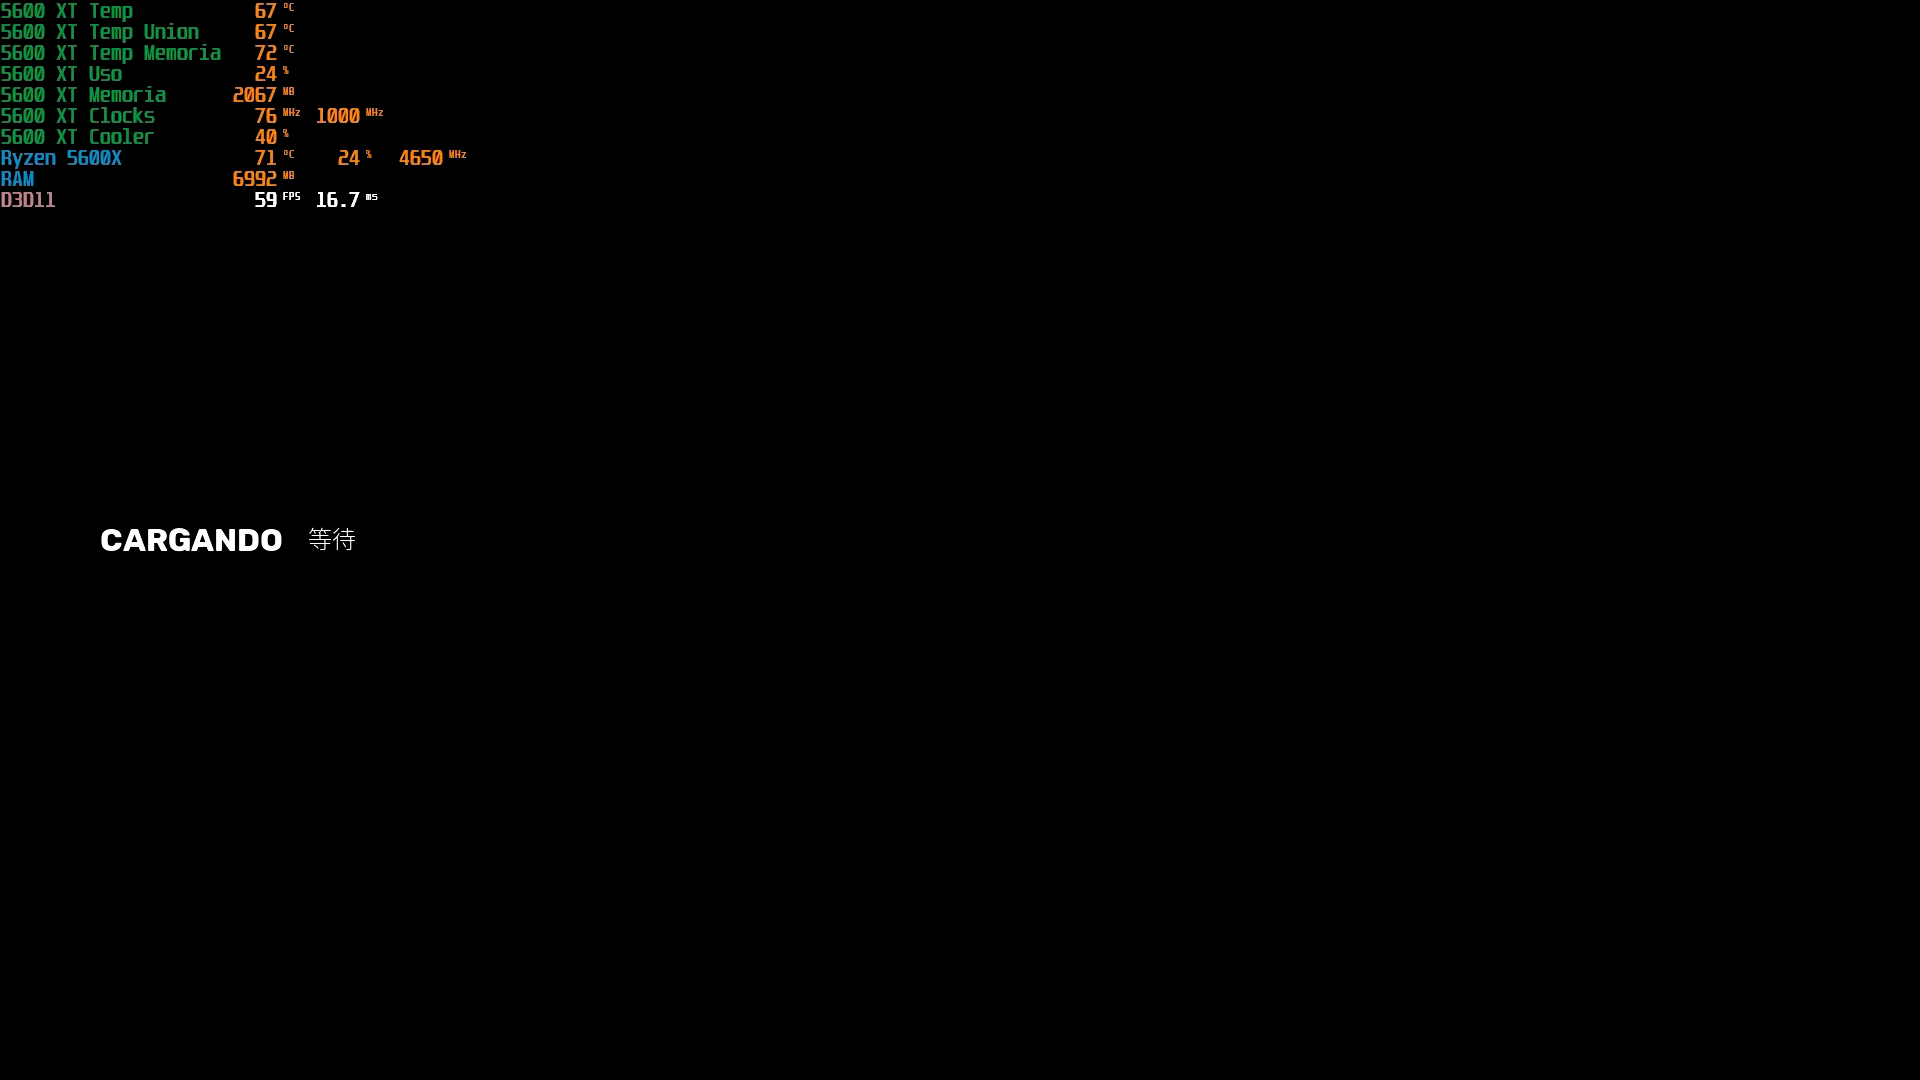 5600 XT Temp 67 °C
5600 XT Temp Union 67 °C
5600 XT Temp Memoria 72 °C
5600 XT Uso 24 %
5600 XT Memoria 2067 MB
5600 XT Clocks 76 MHz 1000 MHz
5600 XT Cooler 40 %
Ryzen 5600X 71 °C 24 % 4650 MHz
RAM 6992 MB
D3D11 59 FPS 16.7 ms
CARGANDO 等待